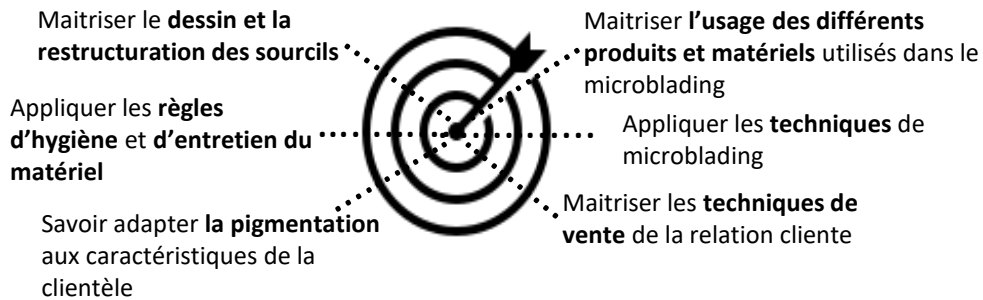 Maitriser le dessin et la
restructuration des sourcils
Appliquer les règles
d’hygiène et d’entretien du
matériel
Savoir adapter la pigmentation
aux caractéristiques de la
clientèle
Maitriser l’usage des différents
produits et matériels utilisés dans le
microblading
Appliquer les techniques de
microblading
Maitriser les techniques de
vente de la relation cliente